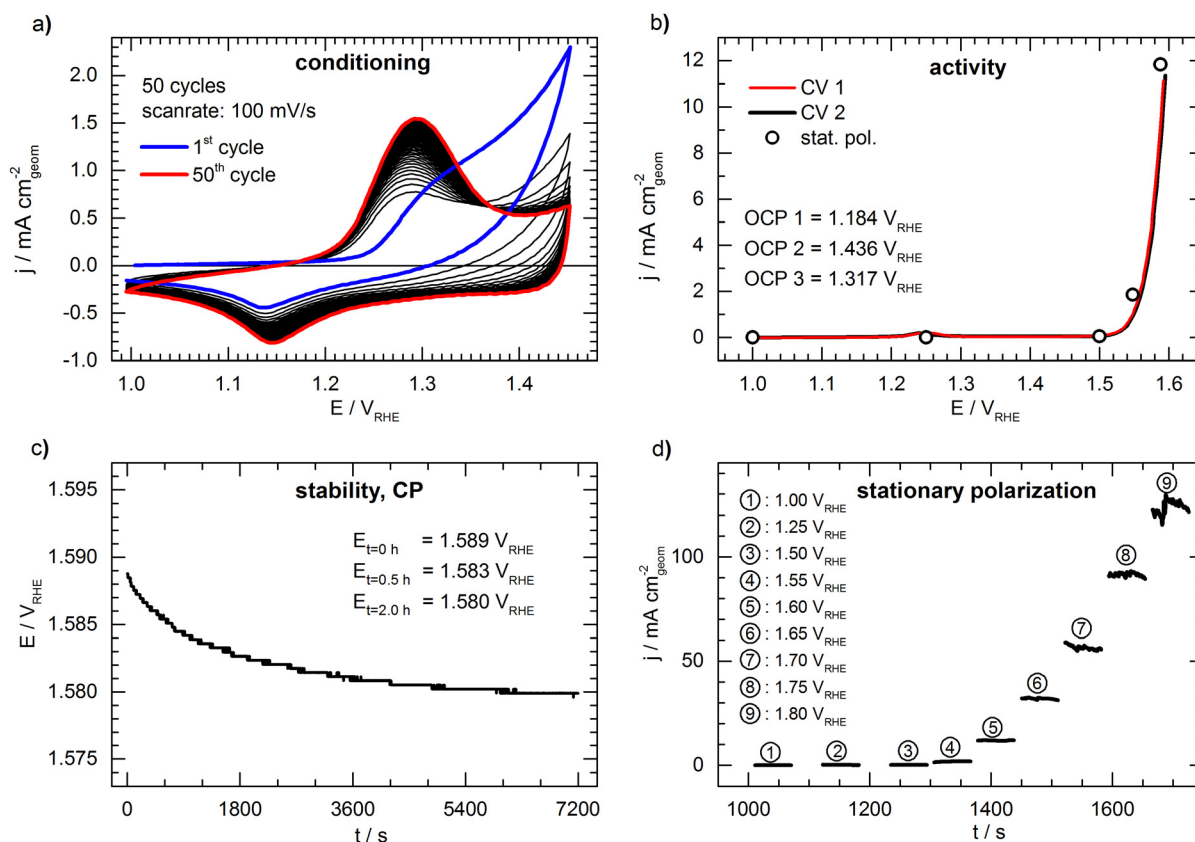 a)
conditioning
50 cycles
scanrate: 100 mV/s
1st cycle
50th cycle
2.0
1.5
1.0
0.5
0.0
-0.5
-1.0
j / mA cm-2geom
1.0 1.1 1.2 1.3 1.4
E / VRHE
b)
activity
CV 1
CV 2
stat. pol.
OCP 1 = 1.184 VRHE
OCP 2 = 1.436 VRHE
OCP 3 = 1.317 VRHE
12
10
8
6
4
2
0
j / mA cm-2geom
1.0 1.1 1.2 1.3 1.4 1.5 1.6
E / VRHE
c)
stability, CP
Et=0 h = 1.589 VRHE
Et=0.5 h = 1.583 VRHE
Et=2.0 h = 1.580 VRHE
1.595
1.590
1.585
1.580
1.575
E / VRHE
0 1800 3600 5400 7200
t / s
d)
stationary polarization
① : 1.00 VRHE
② : 1.25 VRHE
③ : 1.50 VRHE
④ : 1.55 VRHE
⑤ : 1.60 VRHE
⑥ : 1.65 VRHE
⑦ : 1.70 VRHE
⑧ : 1.75 VRHE
⑨ : 1.80 VRHE
① ② ③ ④ ⑤ ⑥ ⑦ ⑧ ⑨
100
50
0
j / mA cm-2geom
1000 1200 1400 1600
t / s